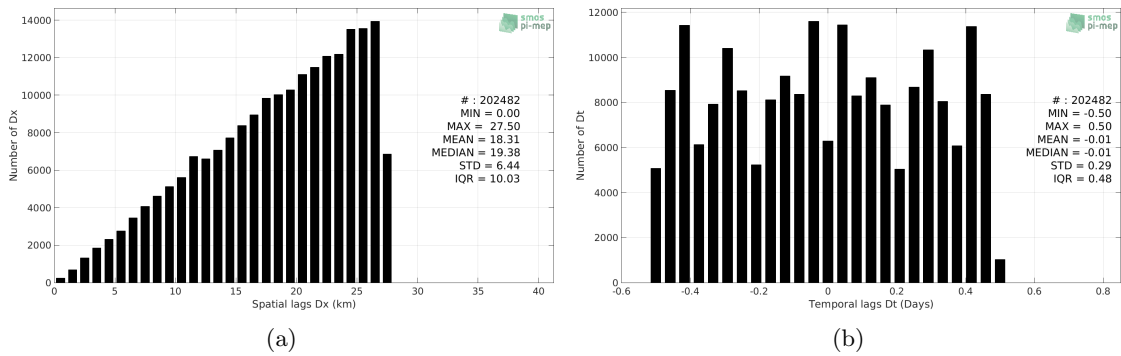 14000
12000
10000
8000
6000
4000
2000
0
Number of Dx
smos
pi-mep
# : 202482
MIN = 0.00
MAX = 27.50
MEAN = 18.31
MEDIAN = 19.38
STD = 6.44
IQR = 10.03
0 5 10 15 20 25 30 35 40
Spatial lags Dx (km)
(a)
12000
10000
8000
6000
4000
2000
0
Number of Dt
smos
pi-mep
# : 202482
MIN = -0.50
MAX = 0.50
MEAN = -0.01
MEDIAN = -0.01
STD = 0.29
IQR = 0.48
-0.6 -0.4 -0.2 0 0.2 0.4 0.6 0.8
Temporal lags Dt (Days)
(b)